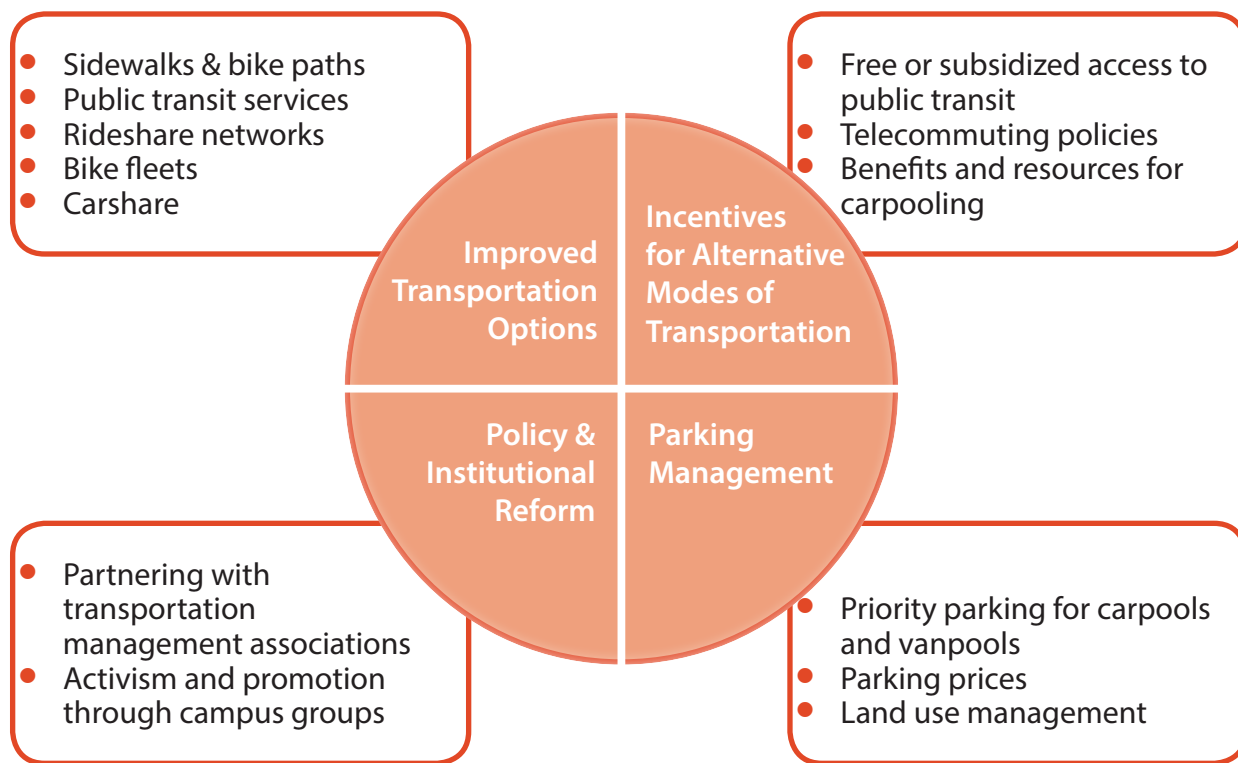 Sidewalks & bike paths
Public transit services
Rideshare networks
Bike fleets
Carshare
Free or subsidized access to
public transit
Telecommuting policies
Benefits and resources for
carpooling
Improved
Transportation
Options
Incentives
for Alternative
Modes of
Transportation
Policy &
Institutional
Reform
Parking
Management
Partnering with
transportation
management associations
Activism and promotion
through campus groups
Priority parking for carpools
and vanpools
Parking prices
Land use management